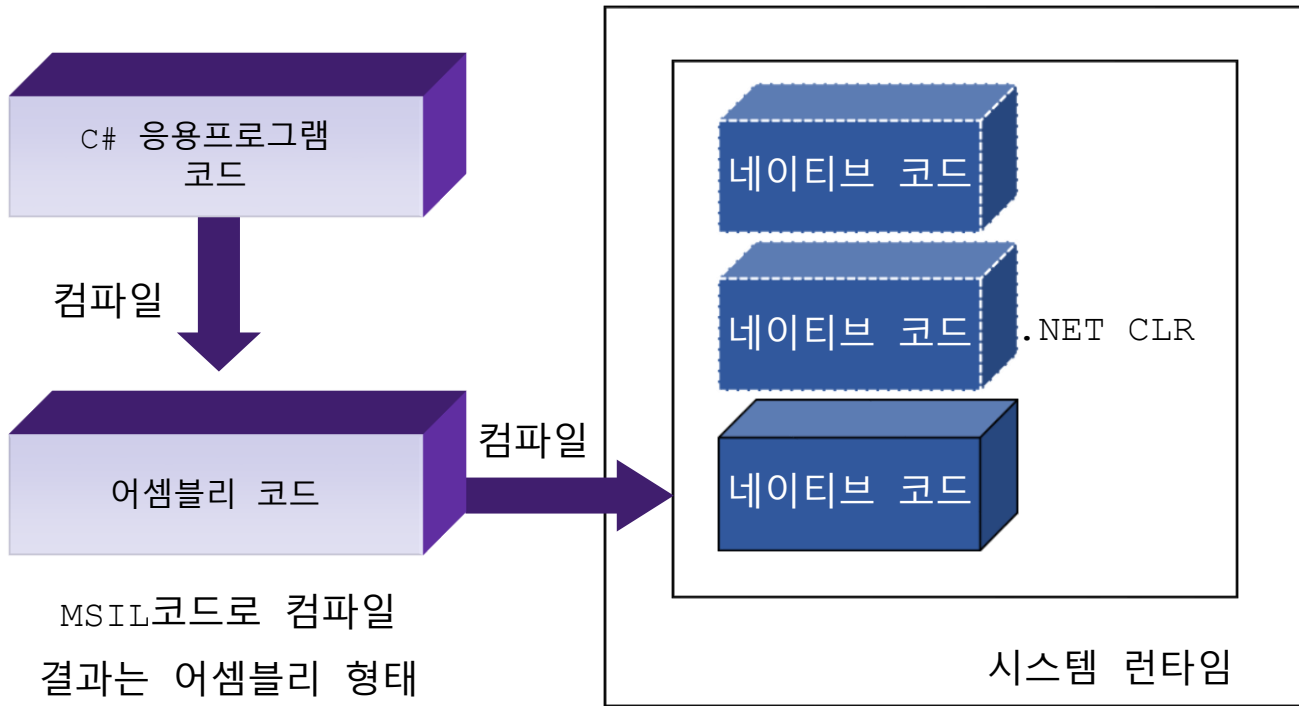 C# 응용프로그램
코드
컴파일
어셈블리 코드
MSIL코드로 컴파일
결과는 어셈블리 형태
컴파일
네이티브 코드
네이티브 코드
.NET CLR
네이티브 코드
시스템 런타임